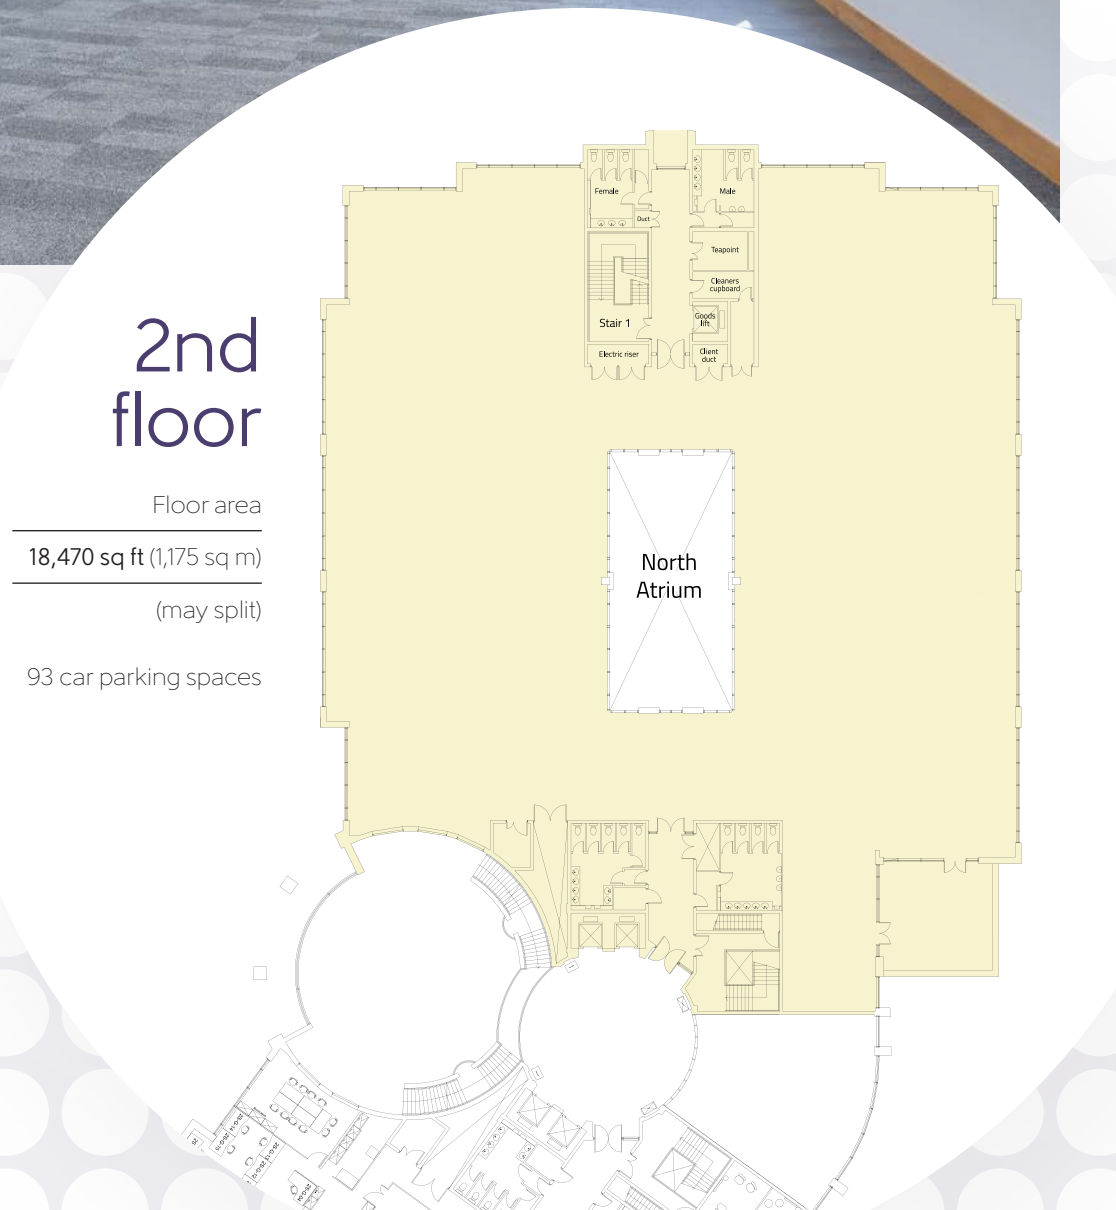 2nd
floor
Floor area
18,470 sq ft (1,175 sq m)
(may split)
93 car parking spaces
Female
Male
Duct
Teapoint
Cleaners
cupboard
Goods
lift
Stair 1
Electric riser
Client
duct
North
Atrium